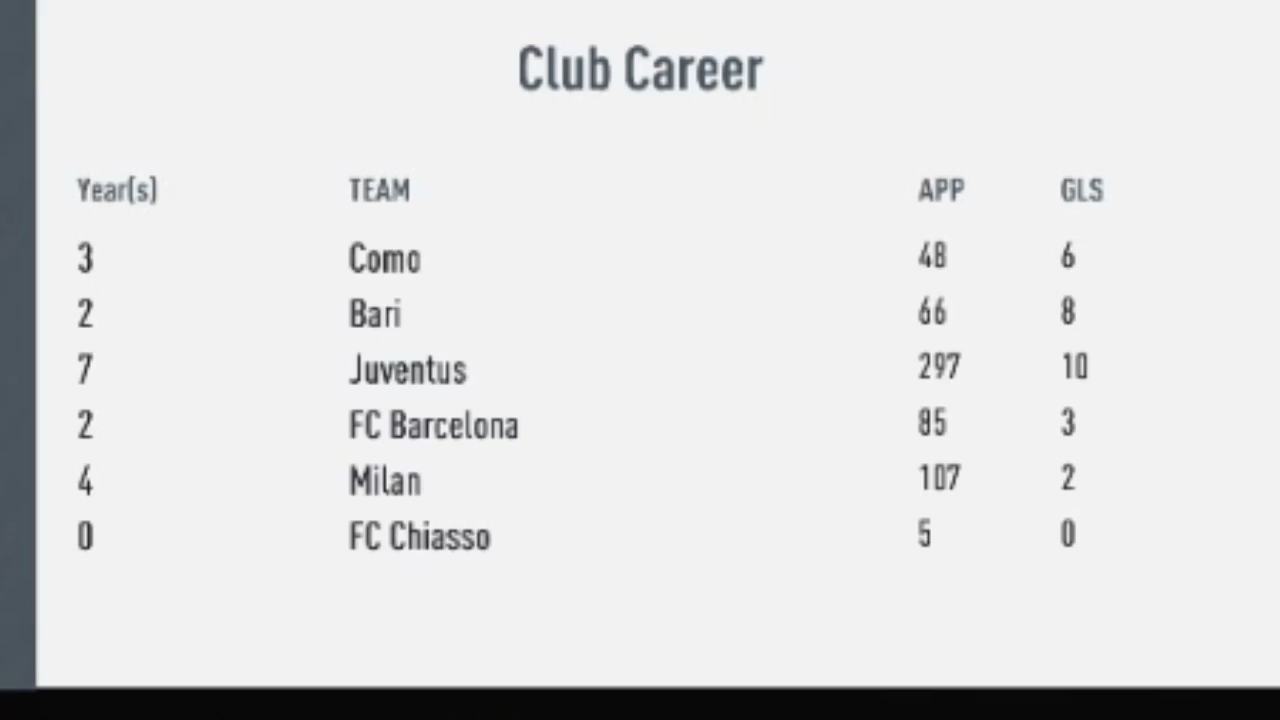 Club Career
Year(s) TEAM APP GLS
3 Como 48 6
2 Bari 66 8
7 Juventus 297 10
2 FC Barcelona 85 3
4 Milan 107 2
0 FC Chiasso 5 0